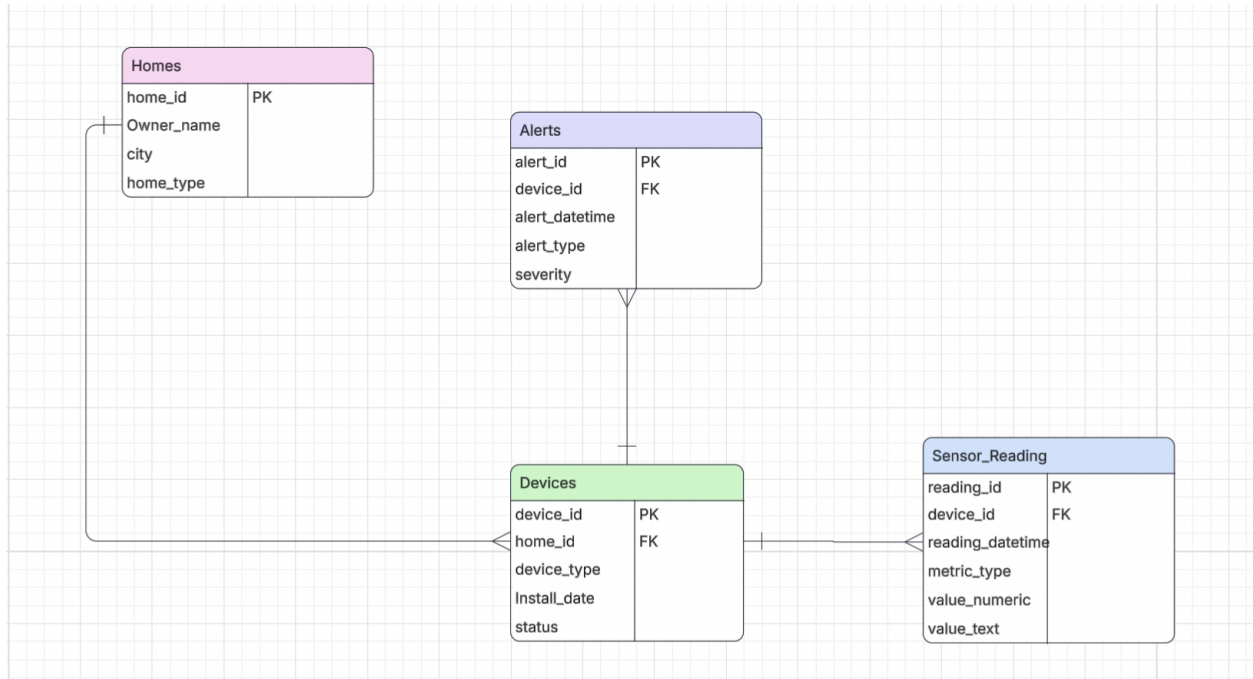 Homes
home_id PK
Owner_name
city
home_type
Alerts
alert_id PK
device_id FK
alert_datetime
alert_type
severity
Devices
device_id PK
home_id FK
device_type
Install_date
status
Sensor_Reading
reading_id PK
device_id FK
reading_datetime
metric_type
value_numeric
value_text